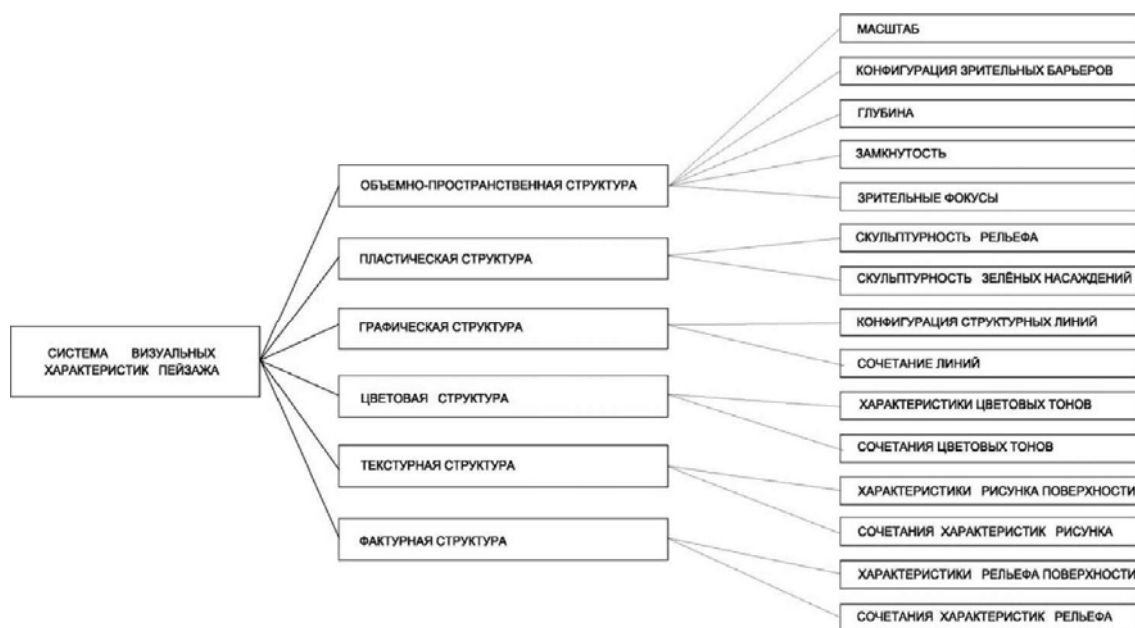 СИСТЕМА ВИЗУАЛЬНЫХ
ХАРАКТЕРИСТИК ПЕЙЗАЖА
ОБЪЕМНО-ПРОСТРАНСТВЕННАЯ СТРУКТУРА
ПЛАСТИЧЕСКАЯ СТРУКТУРА
ГРАФИЧЕСКАЯ СТРУКТУРА
ЦВЕТОВАЯ СТРУКТУРА
ТЕКСТУРНАЯ СТРУКТУРА
ФАКТУРНАЯ СТРУКТУРА
МАСШТАБ
КОНФИГУРАЦИЯ ЗРИТЕЛЬНЫХ БАРЬЕРОВ
ГЛУБИНА
ЗАМКНУТОСТЬ
ЗРИТЕЛЬНЫЕ ФОКУСЫ
СКУЛЬПТУРНОСТЬ РЕЛЬЕФА
СКУЛЬПТУРНОСТЬ ЗЕЛЁНЫХ НАСАЖДЕНИЙ
КОНФИГУРАЦИЯ СТРУКТУРНЫХ ЛИНИЙ
СОЧЕТАНИЕ ЛИНИЙ
ХАРАКТЕРИСТИКИ ЦВЕТОВЫХ ТОНОВ
СОЧЕТАНИЯ ЦВЕТОВЫХ ТОНОВ
ХАРАКТЕРИСТИКИ РИСУНКА ПОВЕРХНОСТИ
СОЧЕТАНИЯ ХАРАКТЕРИСТИК РИСУНКА
ХАРАКТЕРИСТИКИ РЕЛЬЕФА ПОВЕРХНОСТИ
СОЧЕТАНИЯ ХАРАКТЕРИСТИК РЕЛЬЕФА